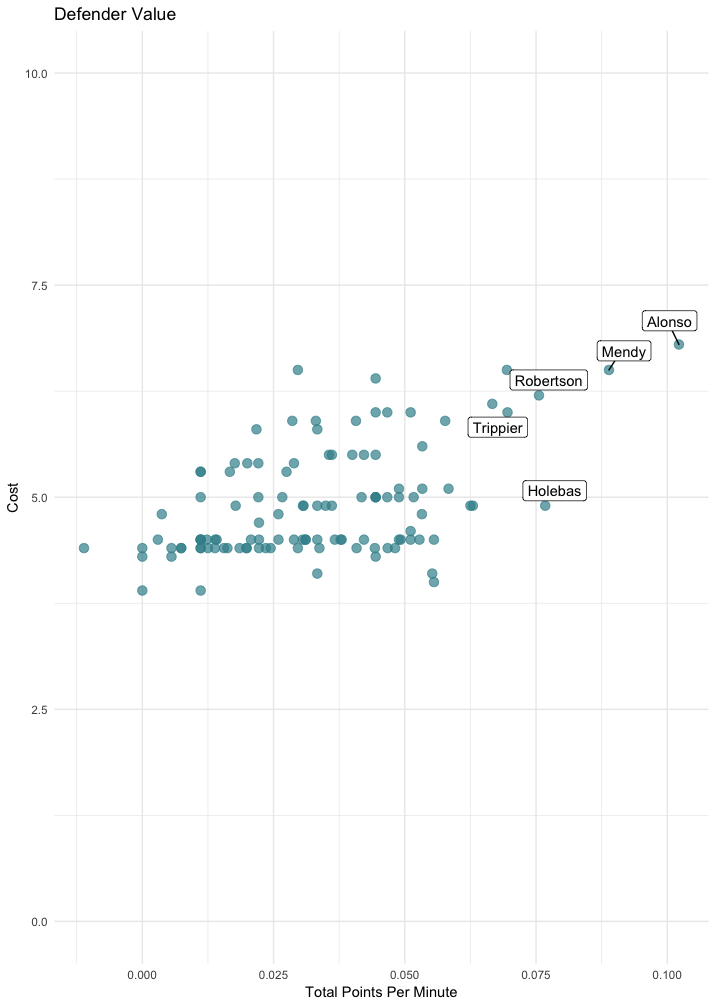 Defender Value
10.0
7.5
5.0
2.5
0.0
Cost
Alonso
Mendy
Robertson
Trippier
Holebas
0.000
0.025
0.050
0.075
0.100
Total Points Per Minute